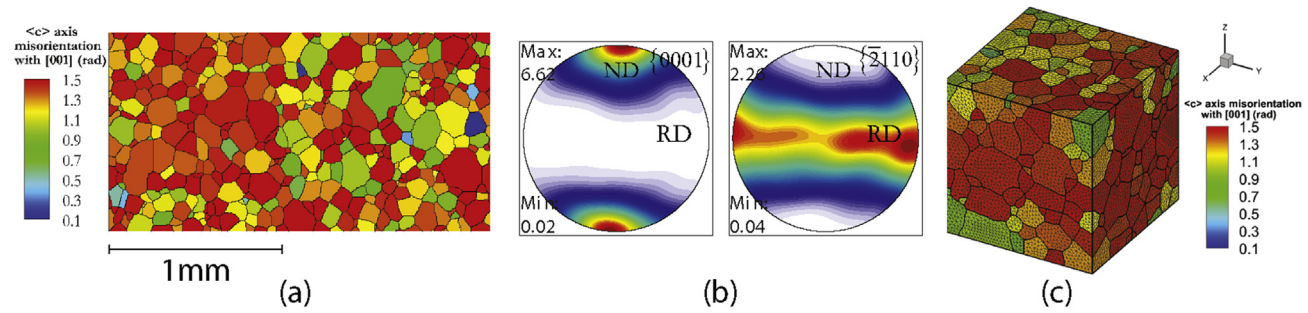 <c> axis
misorientation
with [001] (rad)
1.5
1.3
1.1
0.9
0.7
0.5
0.3
0.1
1mm
(a)
Max:
6.62
ND
{0001}
RD
Min:
0.02
Max:
2.26
ND
{2̅110}
RD
Min:
0.04
(b)
Z
X
Y
<c> axis misorientation
with [001] (rad)
1.5
1.3
1.1
0.9
0.7
0.5
0.3
0.1
(c)